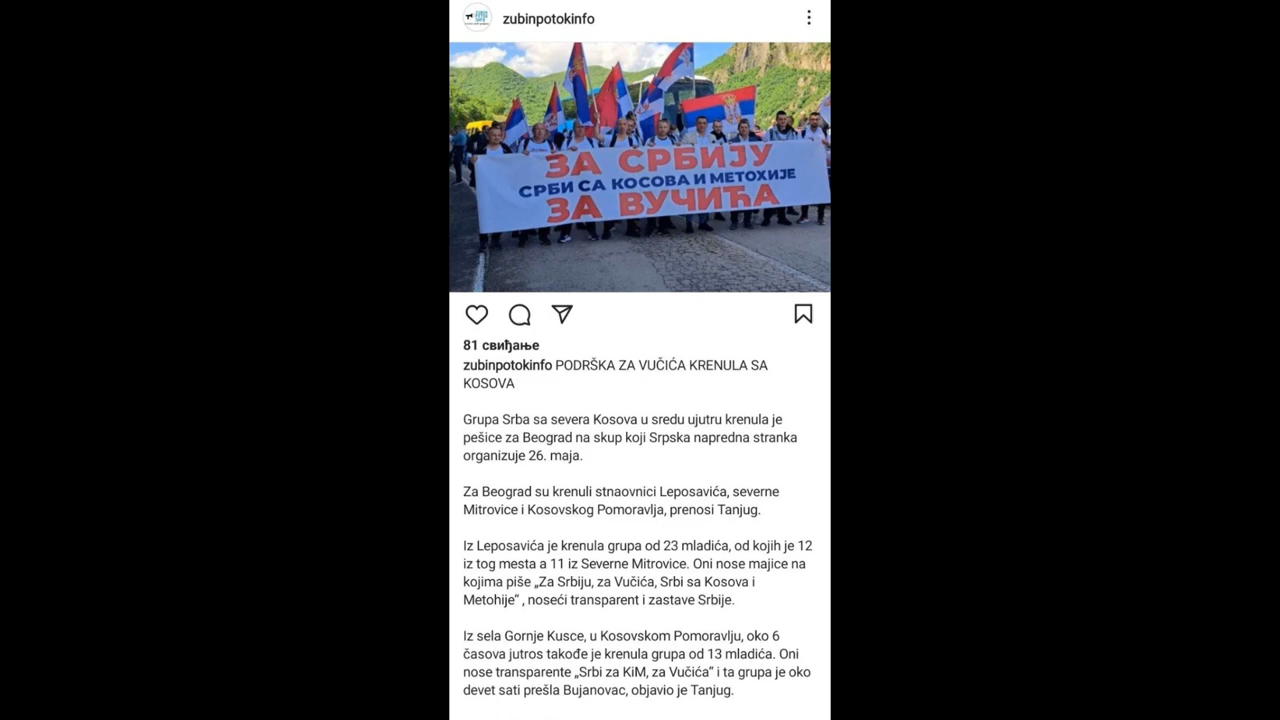 zubinpotokinfo
ЗА СРБИЈУ
СРБИ СА КОСОВА И МЕТОХИЈЕ
ЗА ВУЧИЋА
81 свиђање
zubinpotokinfo PODRŠKA ZA VUČIĆA KRENULA SA
KOSOVA
Grupa Srba sa severa Kosova u sredu ujutru krenula je
pešice za Beograd na skup koji Srpska napredna stranka
organizuje 26. maja.
Za Beograd su krenuli stnaovnici Leposavića, severne
Mitrovice i Kosovskog Pomoravlja, prenosi Tanjug.
Iz Leposavića je krenula grupa od 23 mladića, od kojih je 12
iz tog mesta a 11 iz Severne Mitrovice. Oni nose majice na
kojima piše „Za Srbiju, za Vučića, Srbi sa Kosova i
Metohije“ , noseći transparent i zastave Srbije.
Iz sela Gornje Kusce, u Kosovskom Pomoravlju, oko 6
časova jutros takođe je krenula grupa od 13 mladića. Oni
nose transparente „Srbi za KiM, za Vučića“ i ta grupa je oko
devet sati prešla Bujanovac, objavio je Tanjug.